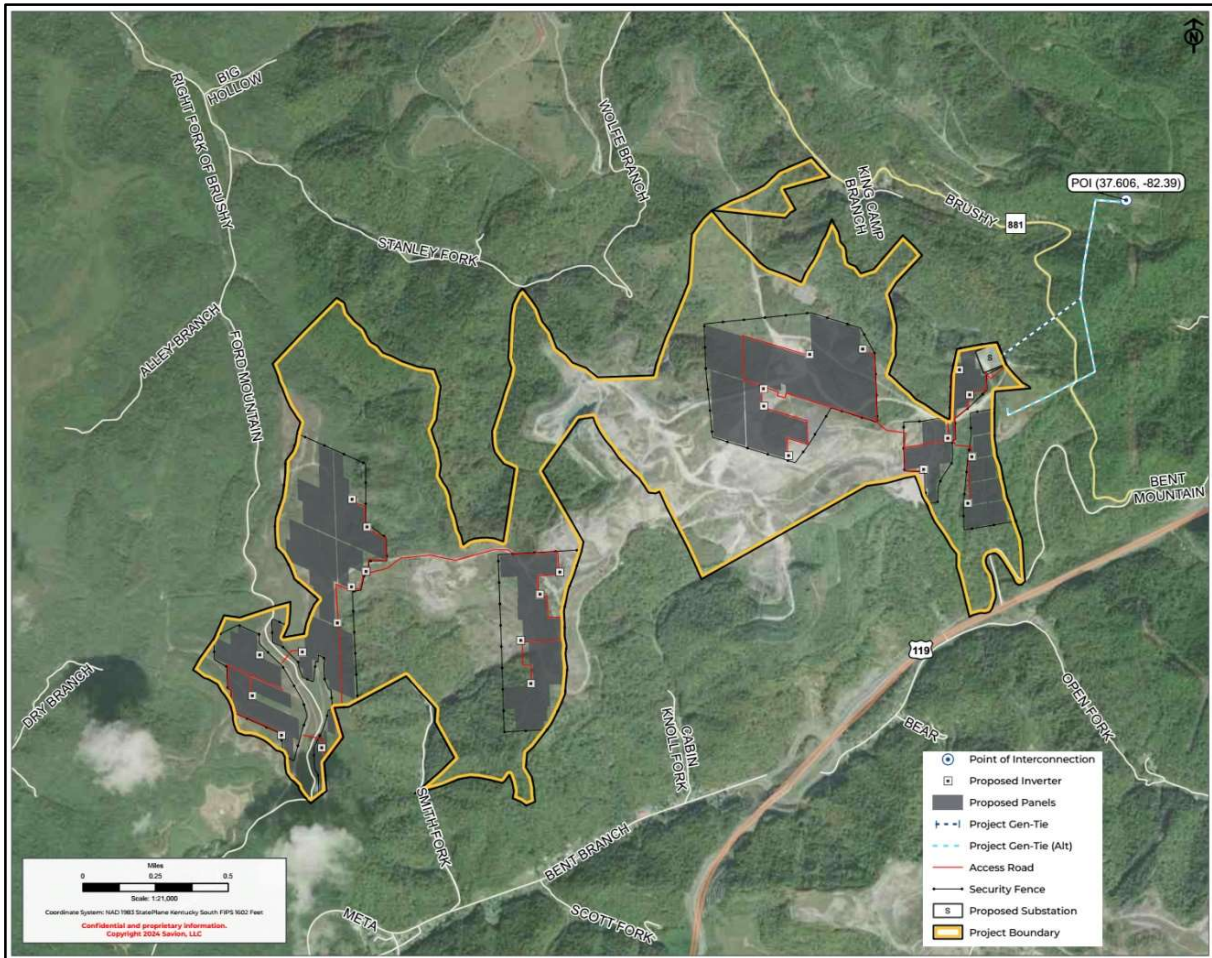 N
BIG
HOLLOW
RIGHT FORK OF BRUSHY
WOLFE BRANCH
KING CAMP
BRANCH
POI (37.606, -82.39)
BRUSHY
881
STANLEY FORK
ALLEY BRANCH
FORD MOUNTAIN
S
BENT
MOUNTAIN
119
DRY BRANCH
OPEN FORK
BEAR
CABIN
KNOLL FORK
SMITH FORK
BENT BRANCH
META
SCOTT FORK
Point of Interconnection
Proposed Inverter
Proposed Panels
Project Gen-Tie
Project Gen-Tie (Alt)
Access Road
Security Fence
S Proposed Substation
Project Boundary
Miles
0 0.25 0.5
Scale: 1:21,000
Coordinate System: NAD 1983 StatePlane Kentucky South FIPS 1602 Feet
Confidential and proprietary information.
Copyright 2024 Savion, LLC